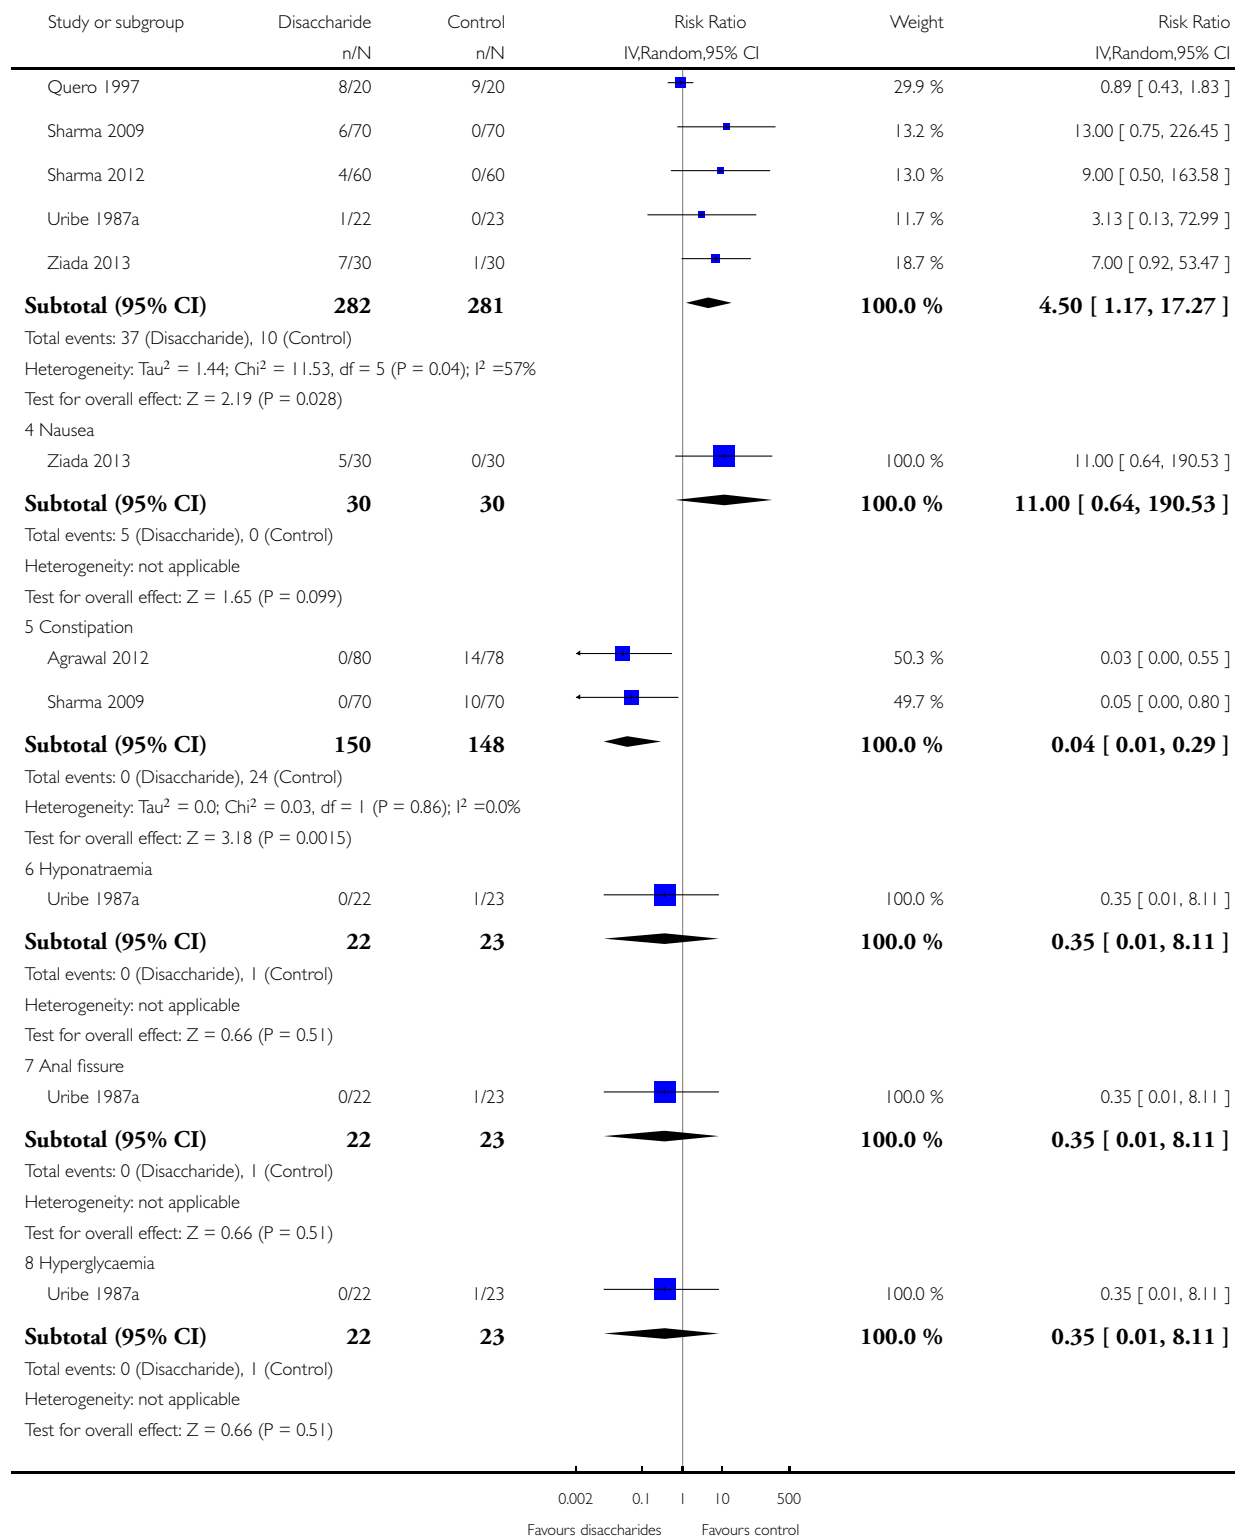 Study or subgroup Disaccharide Control Risk Ratio Weight Risk Ratio
n/N n/N IV,Random,95% CI IV,Random,95% CI
Quero 1997 8/20 9/20 29.9 % 0.89 [ 0.43, 1.83 ]
Sharma 2009 6/70 0/70 13.2 % 13.00 [ 0.75, 226.45 ]
Sharma 2012 4/60 0/60 13.0 % 9.00 [ 0.50, 163.58 ]
Uribe 1987a 1/22 0/23 11.7 % 3.13 [ 0.13, 72.99 ]
Ziada 2013 7/30 1/30 18.7 % 7.00 [ 0.92, 53.47 ]
Subtotal (95% CI) 282 281 100.0 % 4.50 [ 1.17, 17.27 ]
Total events: 37 (Disaccharide), 10 (Control)
Heterogeneity: Tau² = 1.44; Chi² = 11.53, df = 5 (P = 0.04); I² =57%
Test for overall effect: Z = 2.19 (P = 0.028)
4 Nausea
Ziada 2013 5/30 0/30 100.0 % 11.00 [ 0.64, 190.53 ]
Subtotal (95% CI) 30 30 100.0 % 11.00 [ 0.64, 190.53 ]
Total events: 5 (Disaccharide), 0 (Control)
Heterogeneity: not applicable
Test for overall effect: Z = 1.65 (P = 0.099)
5 Constipation
Agrawal 2012 0/80 14/78 50.3 % 0.03 [ 0.00, 0.55 ]
Sharma 2009 0/70 10/70 49.7 % 0.05 [ 0.00, 0.80 ]
Subtotal (95% CI) 150 148 100.0 % 0.04 [ 0.01, 0.29 ]
Total events: 0 (Disaccharide), 24 (Control)
Heterogeneity: Tau² = 0.0; Chi² = 0.03, df = 1 (P = 0.86); I² =0.0%
Test for overall effect: Z = 3.18 (P = 0.0015)
6 Hyponatraemia
Uribe 1987a 0/22 1/23 100.0 % 0.35 [ 0.01, 8.11 ]
Subtotal (95% CI) 22 23 100.0 % 0.35 [ 0.01, 8.11 ]
Total events: 0 (Disaccharide), 1 (Control)
Heterogeneity: not applicable
Test for overall effect: Z = 0.66 (P = 0.51)
7 Anal fissure
Uribe 1987a 0/22 1/23 100.0 % 0.35 [ 0.01, 8.11 ]
Subtotal (95% CI) 22 23 100.0 % 0.35 [ 0.01, 8.11 ]
Total events: 0 (Disaccharide), 1 (Control)
Heterogeneity: not applicable
Test for overall effect: Z = 0.66 (P = 0.51)
8 Hyperglycaemia
Uribe 1987a 0/22 1/23 100.0 % 0.35 [ 0.01, 8.11 ]
Subtotal (95% CI) 22 23 100.0 % 0.35 [ 0.01, 8.11 ]
Total events: 0 (Disaccharide), 1 (Control)
Heterogeneity: not applicable
Test for overall effect: Z = 0.66 (P = 0.51)
0.002 0.1 1 10 500
Favours disaccharides Favours control